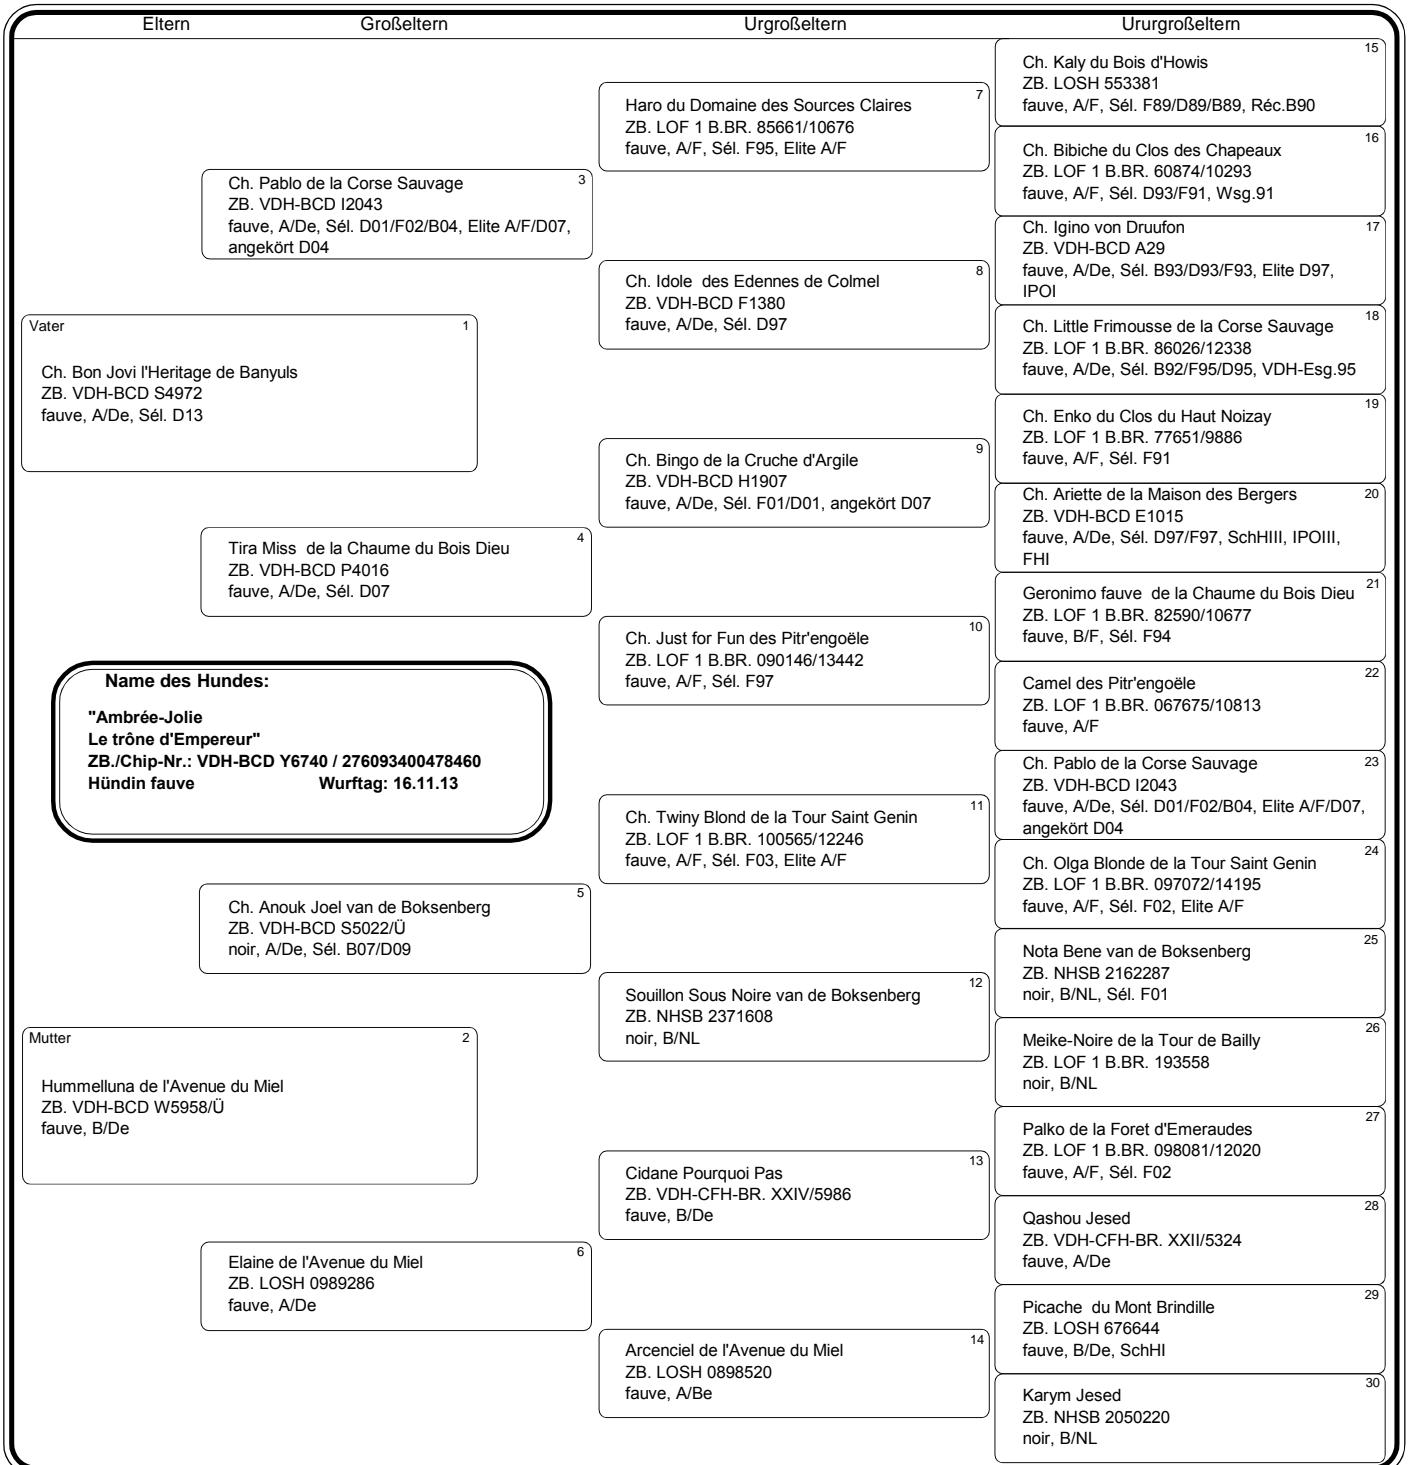 Eltern Großeltern Urgroßeltern Ururgroßeltern
Vater 1
Ch. Bon Jovi l'Heritage de Banyuls
ZB. VDH-BCD S4972
fauve, A/De, Sél. D13
Name des Hundes:
"Ambrée-Jolie
Le trône d'Empereur"
ZB./Chip-Nr.: VDH-BCD Y6740 / 276093400478460
Hündin fauve Wurftag: 16.11.13
Mutter 2
Hummelluna de l'Avenue du Miel
ZB. VDH-BCD W5958/Ü
fauve, B/De
3
Ch. Pablo de la Corse Sauvage
ZB. VDH-BCD I2043
fauve, A/De, Sél. D01/F02/B04, Elite A/F/D07,
angekört D04
4
Tira Miss de la Chaume du Bois Dieu
ZB. VDH-BCD P4016
fauve, A/De, Sél. D07
5
Ch. Anouk Joel van de Boksenberg
ZB. VDH-BCD S5022/Ü
noir, A/De, Sél. B07/D09
6
Elaine de l'Avenue du Miel
ZB. LOSH 0989286
fauve, A/De
7
Haro du Domaine des Sources Claires
ZB. LOF 1 B.BR. 85661/10676
fauve, A/F, Sél. F95, Elite A/F
8
Ch. Idole des Edennes de Colmel
ZB. VDH-BCD F1380
fauve, A/De, Sél. D97
9
Ch. Bingo de la Cruche d'Argile
ZB. VDH-BCD H1907
fauve, A/De, Sél. F01/D01, angekört D07
10
Ch. Just for Fun des Pitr'engoële
ZB. LOF 1 B.BR. 090146/13442
fauve, A/F, Sél. F97
11
Ch. Twiny Blond de la Tour Saint Genin
ZB. LOF 1 B.BR. 100565/12246
fauve, A/F, Sél. F03, Elite A/F
12
Souillon Sous Noire van de Boksenberg
ZB. NHSB 2371608
noir, B/NL
13
Cidane Pourquoi Pas
ZB. VDH-CFH-BR. XXIV/5986
fauve, B/De
14
Arcenciel de l'Avenue du Miel
ZB. LOSH 0898520
fauve, A/Be
15
Ch. Kaly du Bois d'Howis
ZB. LOSH 553381
fauve, A/F, Sél. F89/D89/B89, Réc.B90
16
Ch. Bibiche du Clos des Chapeaux
ZB. LOF 1 B.BR. 60874/10293
fauve, A/F, Sél. D93/F91, Wsg.91
17
Ch. Igino von Druufon
ZB. VDH-BCD A29
fauve, A/De, Sél. B93/D93/F93, Elite D97,
IPOI
18
Ch. Little Frimousse de la Corse Sauvage
ZB. LOF 1 B.BR. 86026/12338
fauve, A/De, Sél. B92/F95/D95, VDH-Esg.95
19
Ch. Enko du Clos du Haut Noizay
ZB. LOF 1 B.BR. 77651/9886
fauve, A/F, Sél. F91
20
Ch. Ariette de la Maison des Bergers
ZB. VDH-BCD E1015
fauve, A/De, Sél. D97/F97, SchHIII, IPOIII,
FHI
21
Geronimo fauve de la Chaume du Bois Dieu
ZB. LOF 1 B.BR. 82590/10677
fauve, B/F, Sél. F94
22
Camel des Pitr'engoële
ZB. LOF 1 B.BR. 067675/10813
fauve, A/F
23
Ch. Pablo de la Corse Sauvage
ZB. VDH-BCD I2043
fauve, A/De, Sél. D01/F02/B04, Elite A/F/D07,
angekört D04
24
Ch. Olga Blonde de la Tour Saint Genin
ZB. LOF 1 B.BR. 097072/14195
fauve, A/F, Sél. F02, Elite A/F
25
Nota Bene van de Boksenberg
ZB. NHSB 2162287
noir, B/NL, Sél. F01
26
Meike-Noire de la Tour de Bailly
ZB. LOF 1 B.BR. 193558
noir, B/NL
27
Palko de la Foret d'Emeraudes
ZB. LOF 1 B.BR. 098081/12020
fauve, A/F, Sél. F02
28
Qashou Jesed
ZB. VDH-CFH-BR. XXII/5324
fauve, A/De
29
Picache du Mont Brindille
ZB. LOSH 676644
fauve, B/De, SchHI
30
Karym Jesed
ZB. NHSB 2050220
noir, B/NL